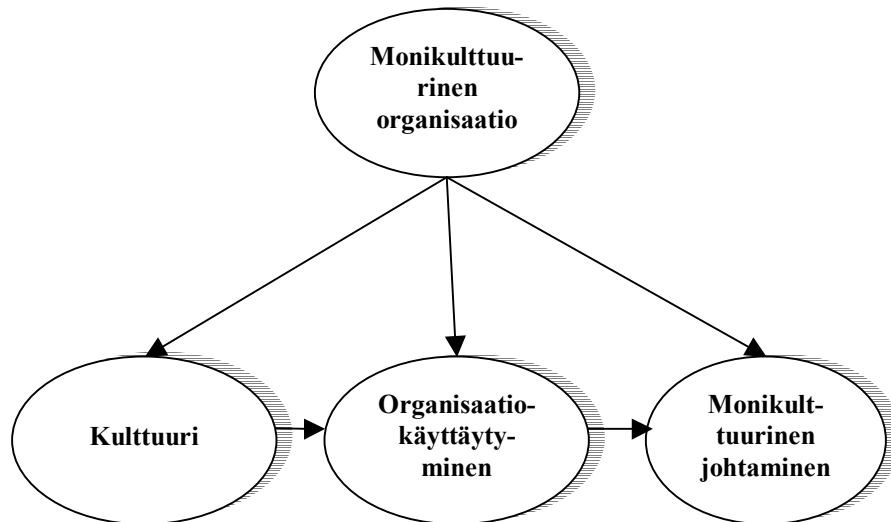 Monikulttuu-
rinen
organisaatio
Kulttuuri
Organisaatio-
käyttäyty-
minen
Monikult-
tuurinen
johtaminen